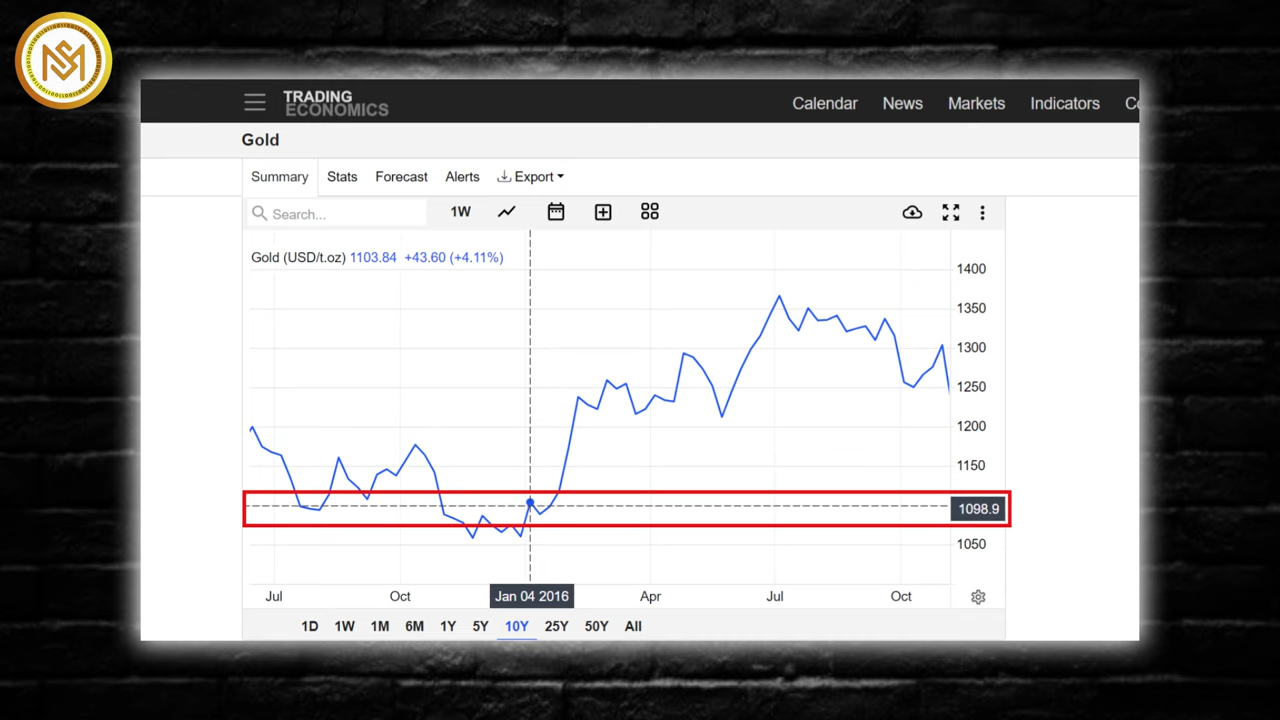 TRADING
ECONOMICS
Calendar News Markets Indicators Co
Gold
Summary Stats Forecast Alerts Export
Search... 1W
Gold (USD/t.oz) 1103.84 +43.60 (+4.11%)
1400
1350
1300
1250
1200
1150
1098.9
1050
Jul Oct Jan 04 2016 Apr Jul Oct
1D 1W 1M 6M 1Y 5Y 10Y 25Y 50Y All